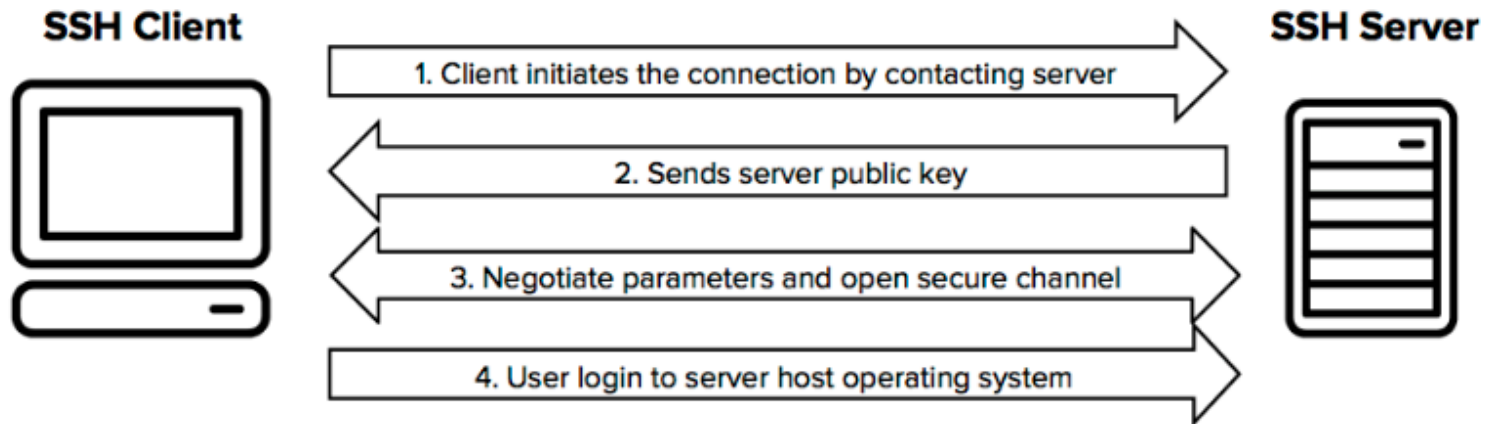 SSH Client
SSH Server
1. Client initiates the connection by contacting server
2. Sends server public key
3. Negotiate parameters and open secure channel
4. User login to server host operating system